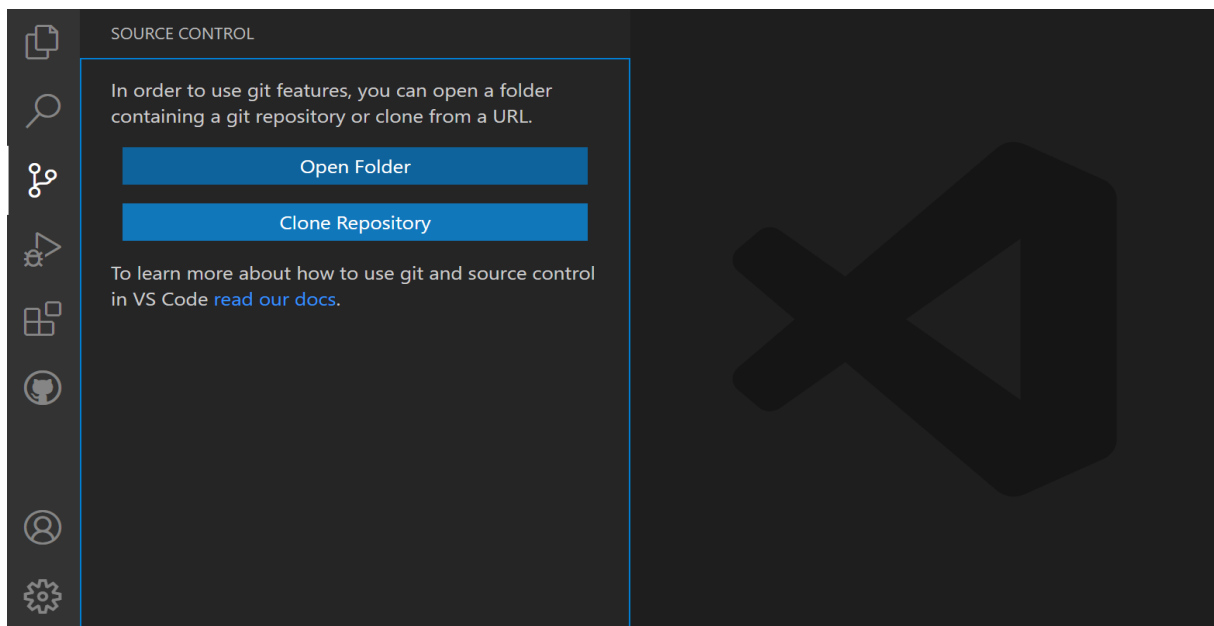 SOURCE CONTROL
In order to use git features, you can open a folder
containing a git repository or clone from a URL.
Open Folder
Clone Repository
To learn more about how to use git and source control
in VS Code read our docs.